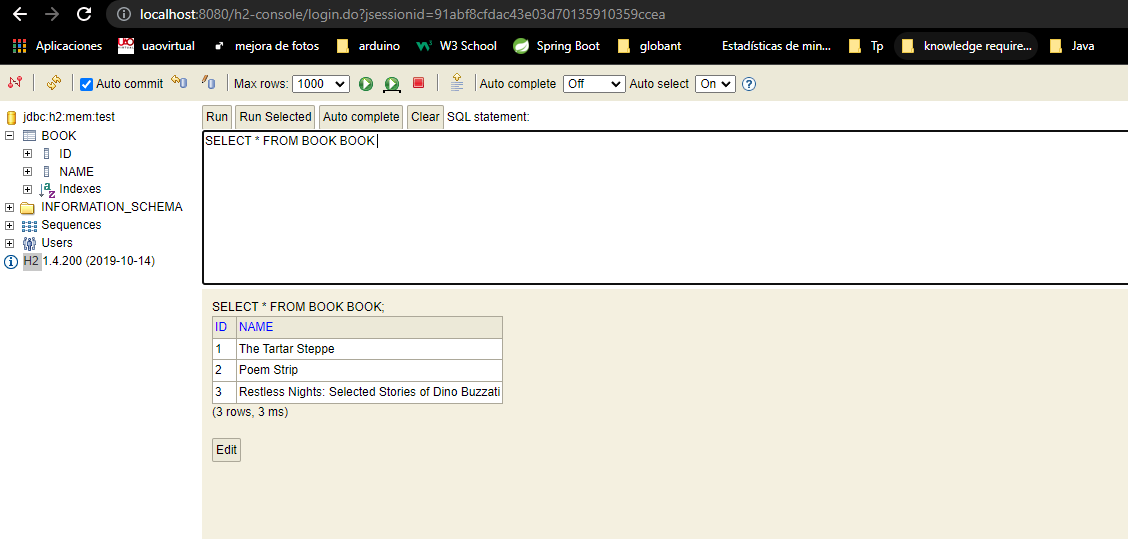 localhost:8080/h2-console/login.do?jsessionid=91abf8cfdac43e03d70135910359ccea
Aplicaciones uaovirtual mejora de fotos arduino W3 School Spring Boot globant Estadísticas de min... Tp knowledge require... Java
Auto commit Max rows: 1000 Auto complete Off Auto select On
jdbc:h2:mem:test
BOOK
ID
NAME
Indexes
INFORMATION_SCHEMA
Sequences
Users
H2 1.4.200 (2019-10-14)
Run Run Selected Auto complete Clear SQL statement:
SELECT * FROM BOOK BOOK
SELECT * FROM BOOK BOOK;
ID NAME
1 The Tartar Steppe
2 Poem Strip
3 Restless Nights: Selected Stories of Dino Buzzati
(3 rows, 3 ms)
Edit